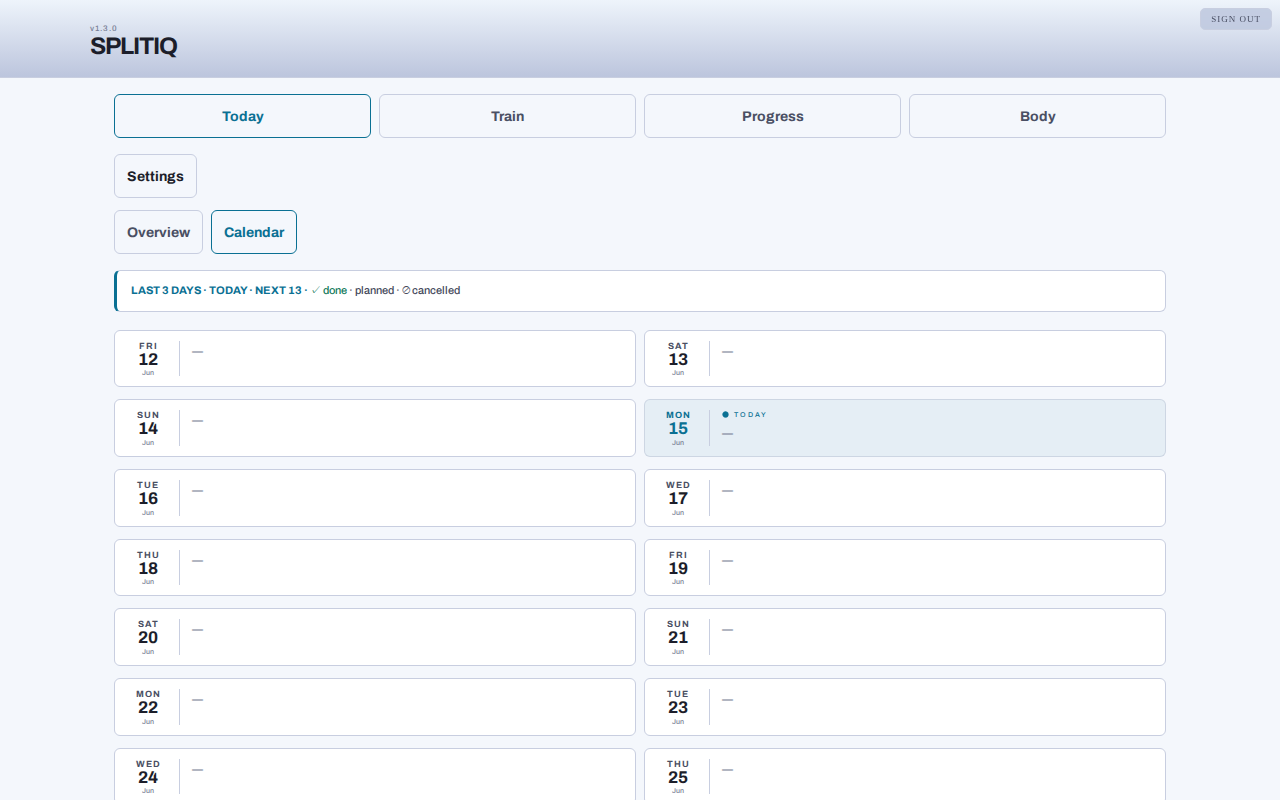 v1.3.0
SPLITIQ
SIGN OUT
Today
Train
Progress
Body
Settings
Overview
Calendar
LAST 3 DAYS · TODAY · NEXT 13 · ✓ done · planned · ⊘ cancelled
FRI
12
Jun
—
SAT
13
Jun
—
SUN
14
Jun
—
MON
15
Jun
● TODAY
—
TUE
16
Jun
—
WED
17
Jun
—
THU
18
Jun
—
FRI
19
Jun
—
SAT
20
Jun
—
SUN
21
Jun
—
MON
22
Jun
—
TUE
23
Jun
—
WED
24
Jun
—
THU
25
Jun
—